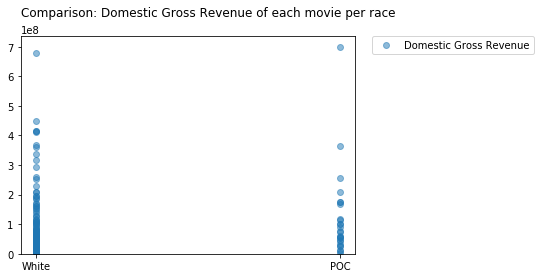 Comparison: Domestic Gross Revenue of each movie per race
1e8
Domestic Gross Revenue
7
6
5
4
3
2
1
0
White
POC